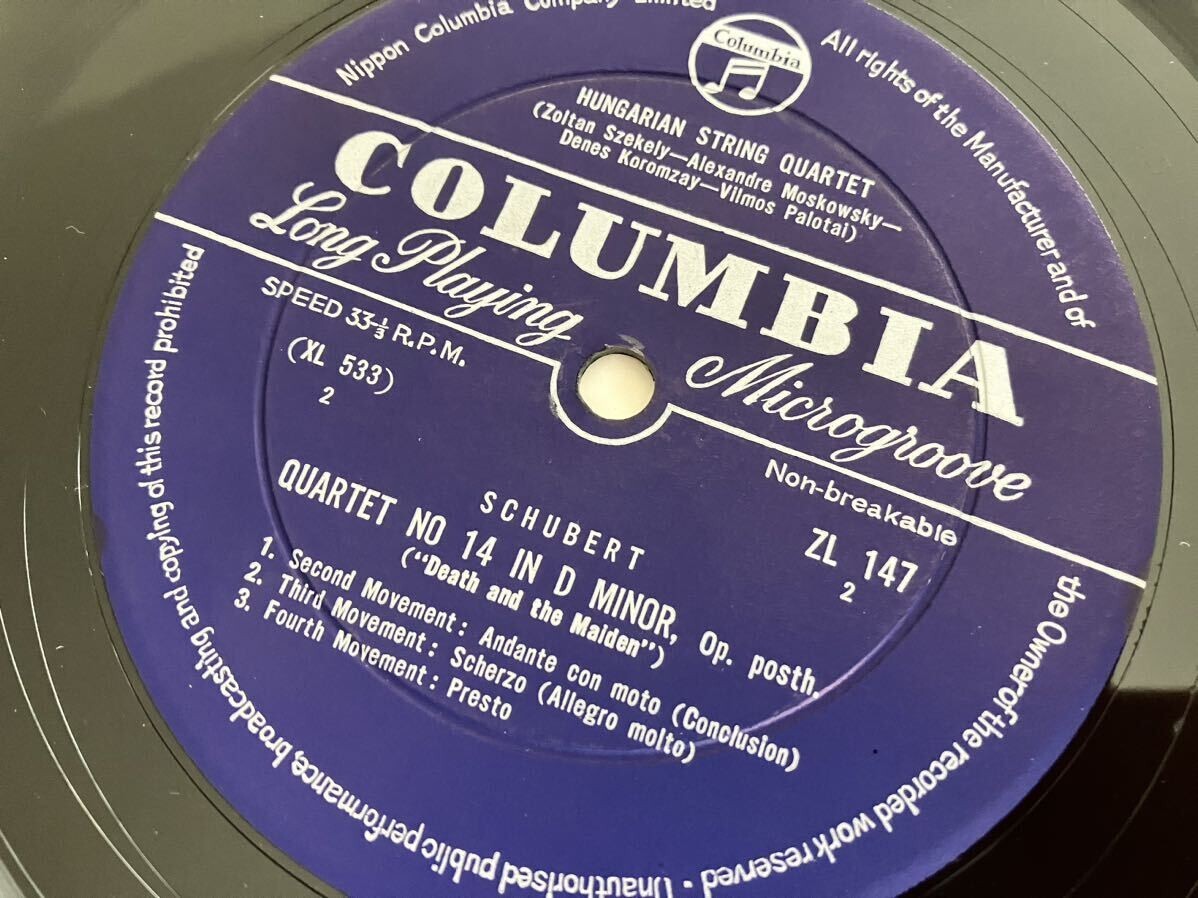 Nippon Columbia Company Limited
Columbia
All rights of the Manufacturer and of
the Owner of the recorded work reserved - Unauthorised public performance, broadcasting and copying of this record prohibited
HUNGARIAN STRING QUARTET
(Zoltan Szekely—Alexandre Moskowsky—
Denes Koromzay—Vilmos Palotai)
COLUMBIA
Long Playing Microgroove
SPEED 33⅓ R.P.M.
Non-breakable
(XL 533)
2
ZL 147
2
SCHUBERT
QUARTET NO 14 IN D MINOR, Op. posth.
("Death and the Maiden")
1. Second Movement: Andante con moto (Conclusion)
2. Third Movement: Scherzo (Allegro molto)
3. Fourth Movement: Presto